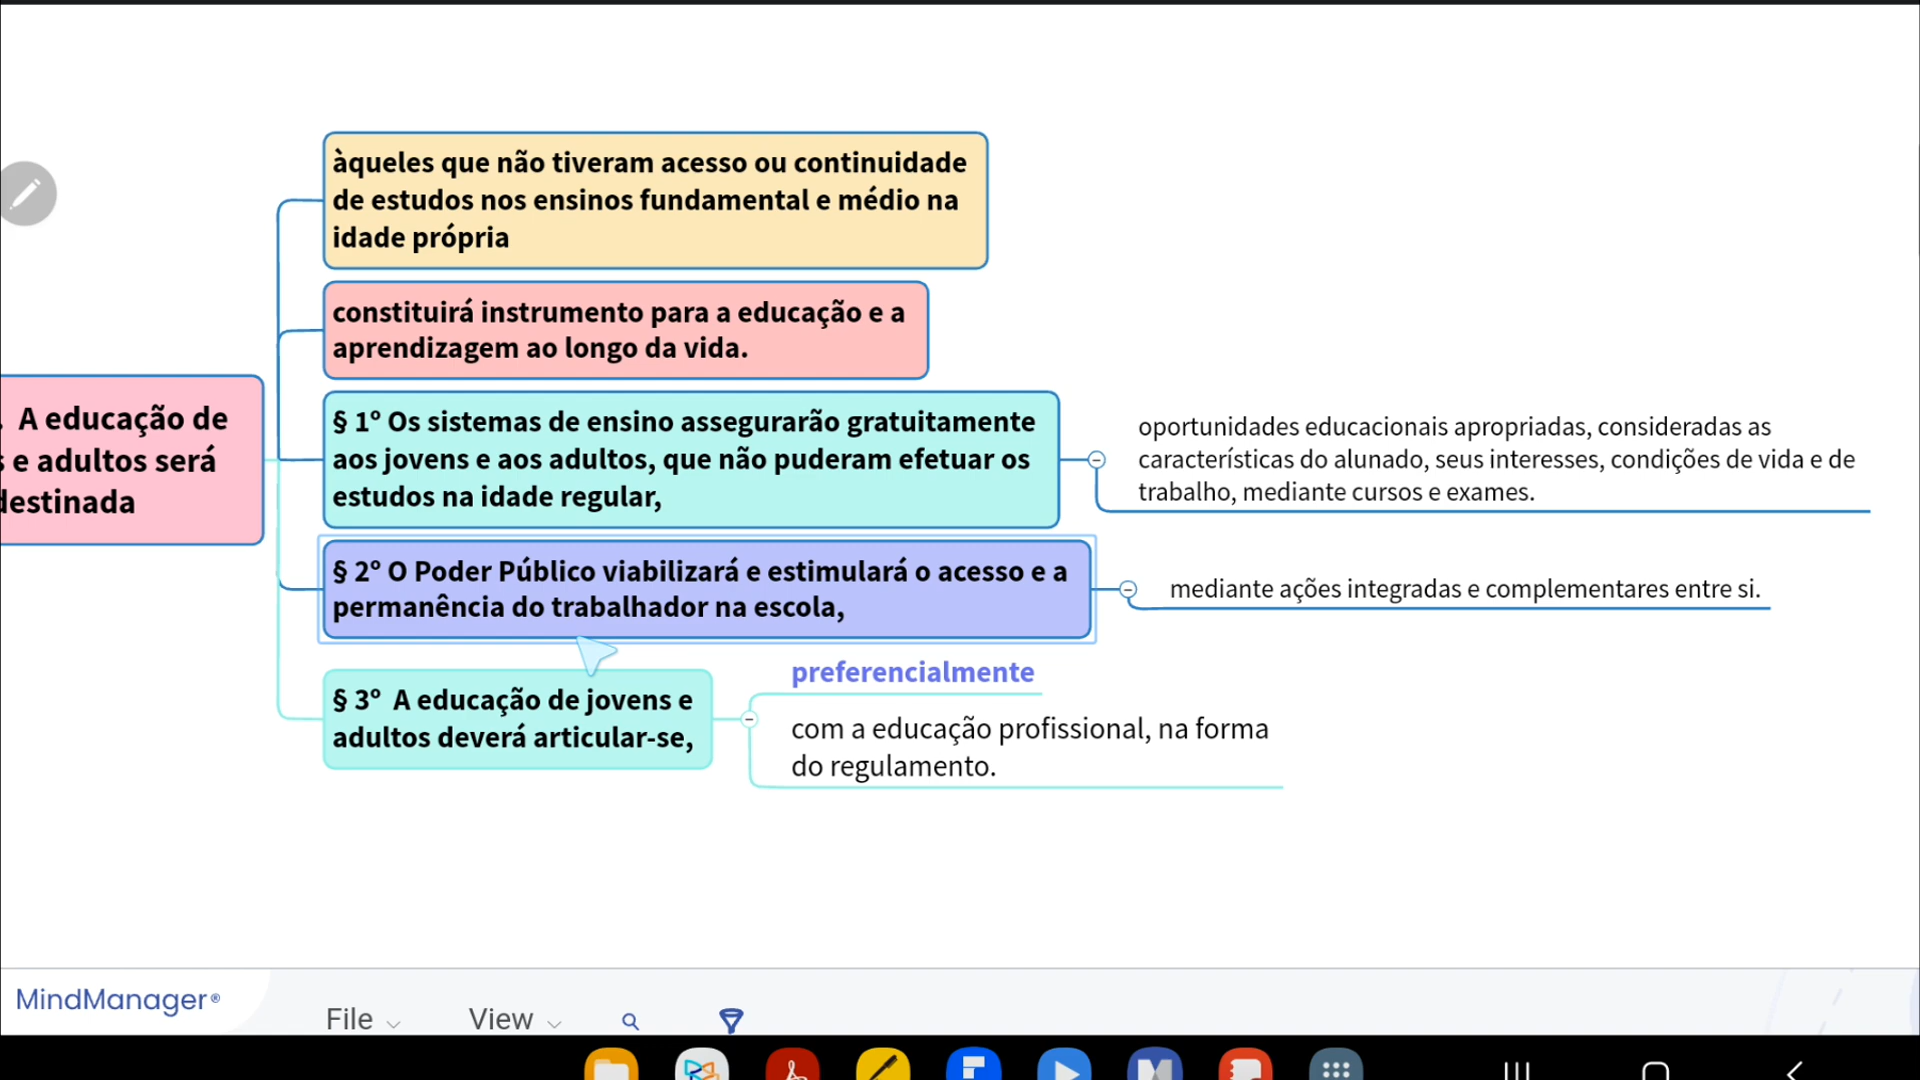 àqueles que não tiveram acesso ou continuidade
de estudos nos ensinos fundamental e médio na
idade própria
constituirá instrumento para a educação e a
aprendizagem ao longo da vida.
. A educação de
s e adultos será
destinada
§ 1º Os sistemas de ensino assegurarão gratuitamente
aos jovens e aos adultos, que não puderam efetuar os
estudos na idade regular,
oportunidades educacionais apropriadas, consideradas as
características do alunado, seus interesses, condições de vida e de
trabalho, mediante cursos e exames.
§ 2º O Poder Público viabilizará e estimulará o acesso e a
permanência do trabalhador na escola,
mediante ações integradas e complementares entre si.
§ 3º A educação de jovens e
adultos deverá articular-se,
preferencialmente
com a educação profissional, na forma
do regulamento.
MindManager®
File
View